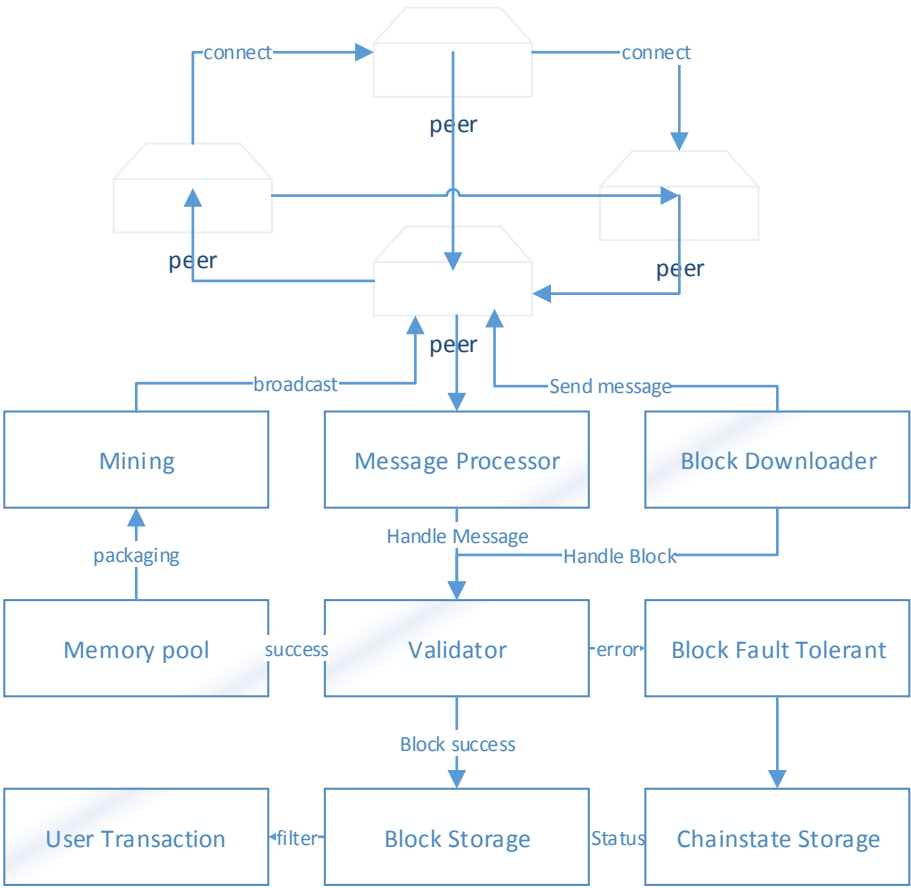 connect
connect
peer
peer
peer
peer
broadcast
Send message
Mining
Message Processor
Block Downloader
Handle Message
packaging
Handle Block
Memory pool
success
Validator
error
Block Fault Tolerant
Block success
User Transaction
filter
Block Storage
Status
Chainstate Storage